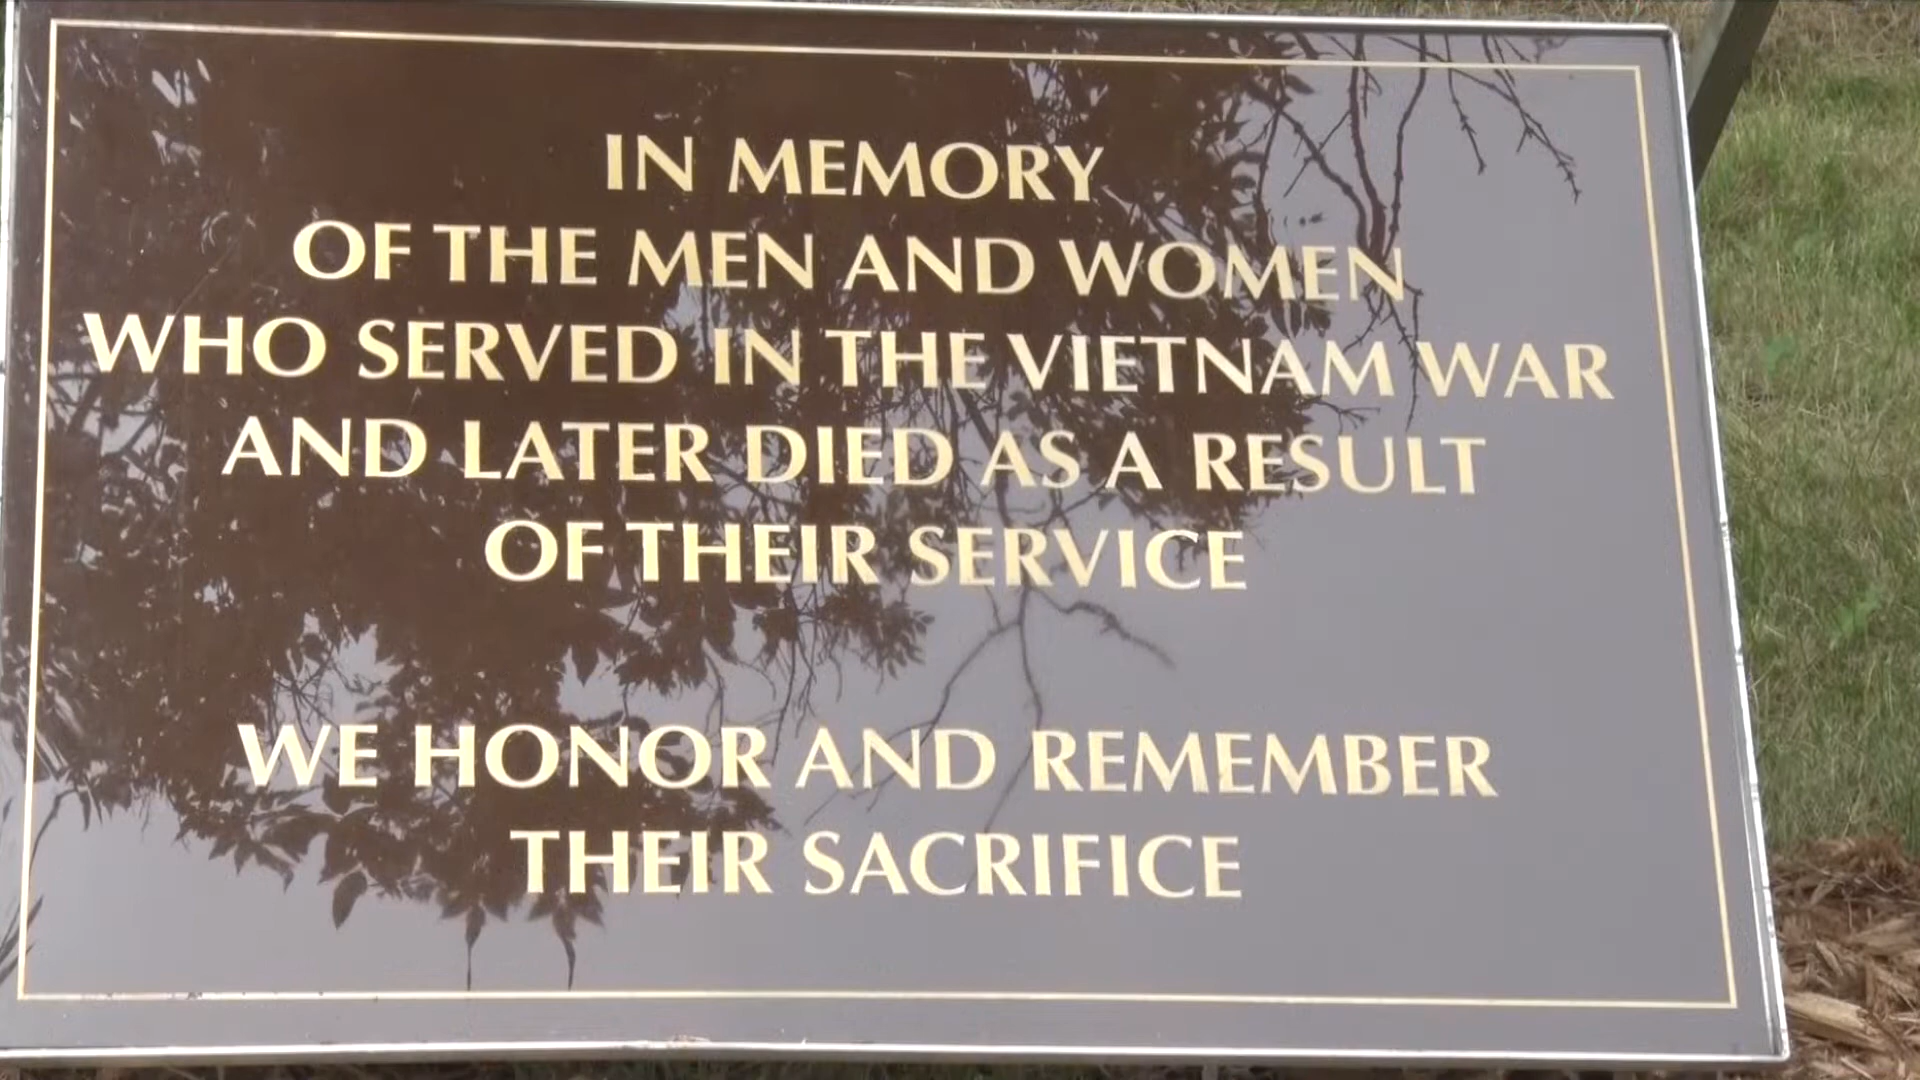 IN MEMORY
OF THE MEN AND WOMEN
WHO SERVED IN THE VIETNAM WAR
AND LATER DIED AS A RESULT
OF THEIR SERVICE
WE HONOR AND REMEMBER
THEIR SACRIFICE